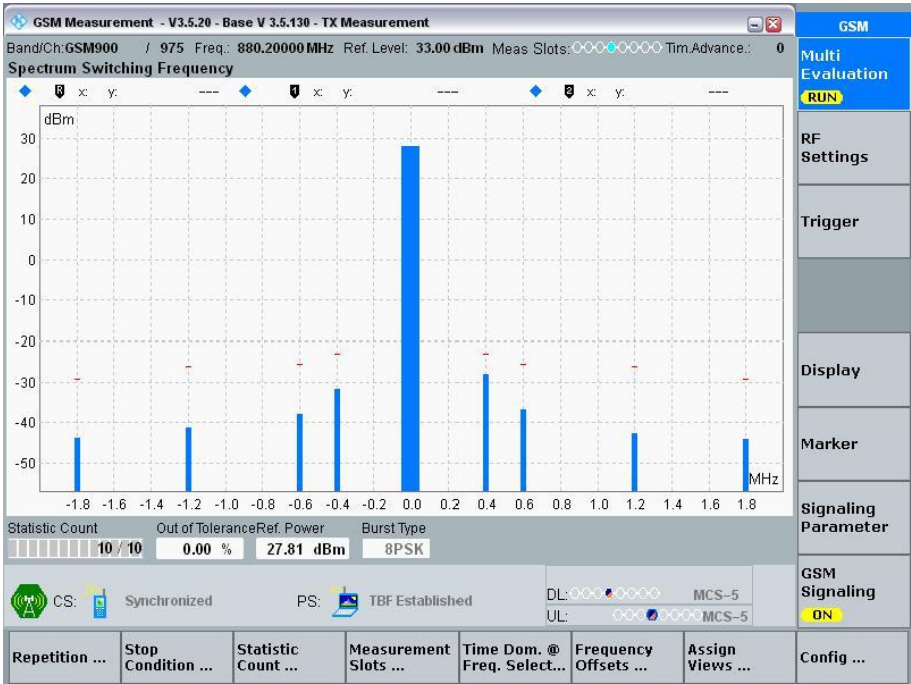 GSM Measurement - V3.5.20 - Base V 3.5.130 - TX Measurement
GSM
Band/Ch:GSM900 / 975 Freq.: 880.20000 MHz Ref. Level: 33.00 dBm Meas Slots: Tim.Advance.: 0
Spectrum Switching Frequency
R x: y: --- 1 x: y: --- 2 x: y: ---
dBm
30
20
10
0
-10
-20
-30
-40
-50
MHz
-1.8 -1.6 -1.4 -1.2 -1.0 -0.8 -0.6 -0.4 -0.2 0.0 0.2 0.4 0.6 0.8 1.0 1.2 1.4 1.6 1.8
Statistic Count Out of Tolerance Ref. Power Burst Type
10 / 10 0.00 % 27.81 dBm 8PSK
CS: Synchronized PS: TBF Established DL: MCS-5
UL: MCS-5
Multi
Evaluation
RUN
RF
Settings
Trigger
Display
Marker
Signaling
Parameter
GSM
Signaling
ON
Repetition ...
Stop
Condition ...
Statistic
Count ...
Measurement
Slots ...
Time Dom. @
Freq. Select...
Frequency
Offsets ...
Assign
Views ...
Config ...